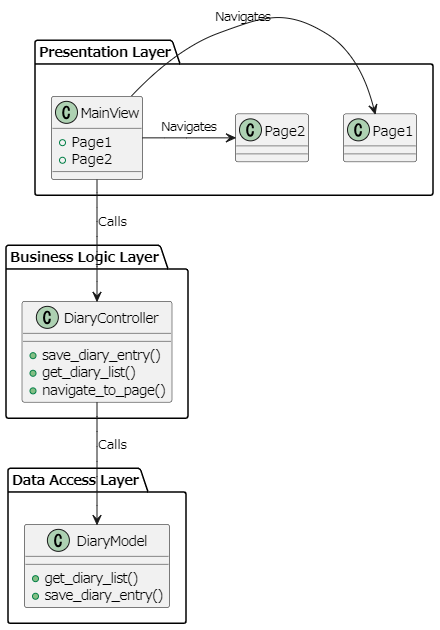 Navigates
Presentation Layer
C MainView
Page1
Page2
Navigates
C Page2
C Page1
Calls
Business Logic Layer
C DiaryController
save_diary_entry()
get_diary_list()
navigate_to_page()
Calls
Data Access Layer
C DiaryModel
get_diary_list()
save_diary_entry()